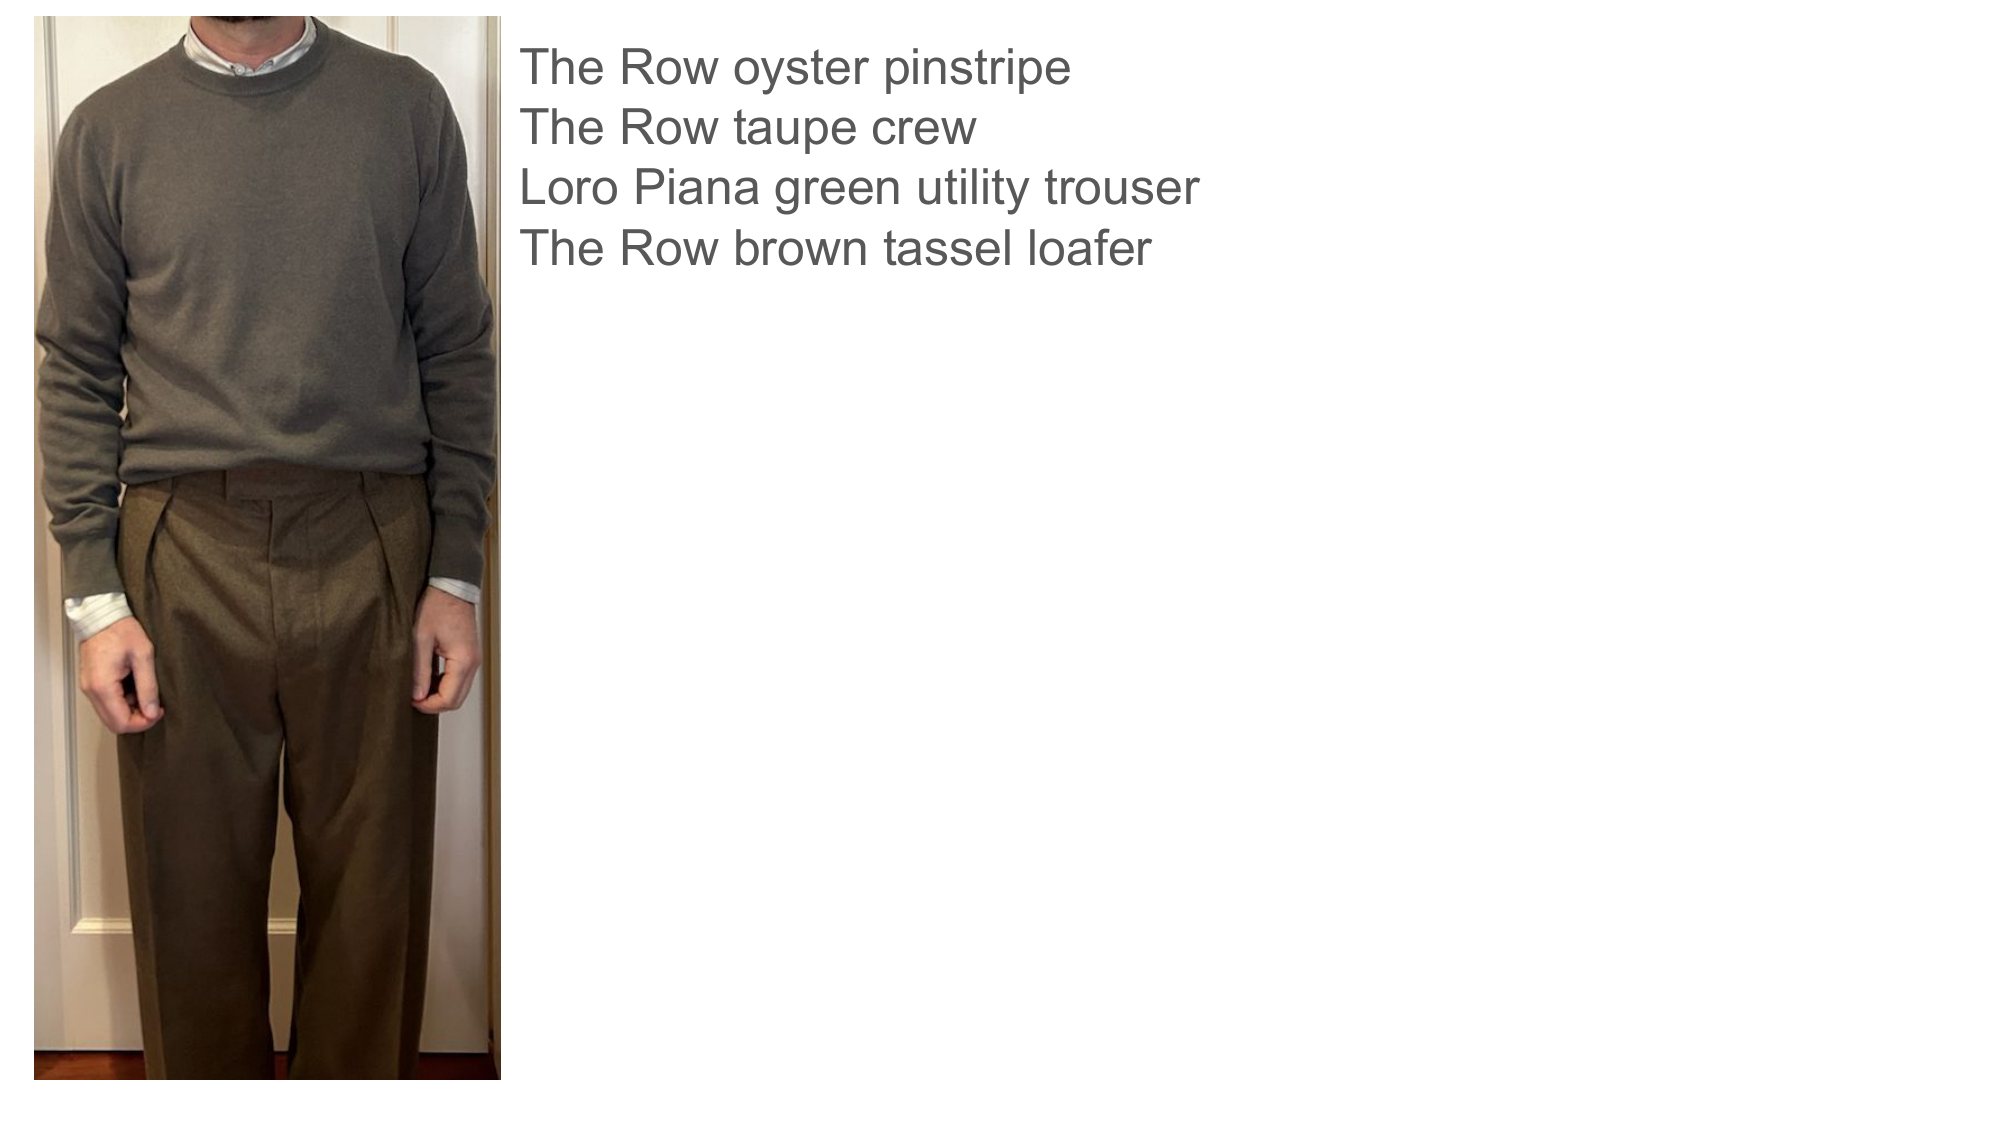 The Row oyster pinstripe
The Row taupe crew
Loro Piana green utility trouser
The Row brown tassel loafer